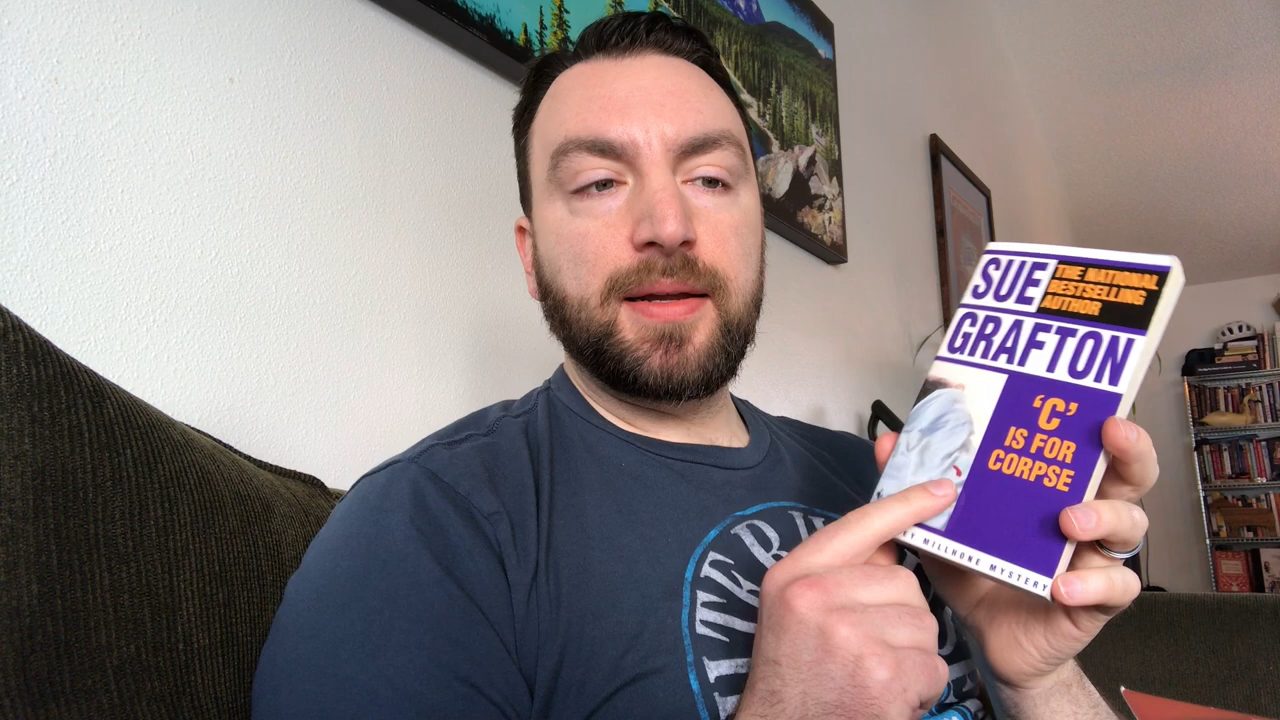 SUE
THE NATIONAL
BESTSELLING
AUTHOR
GRAFTON
'C'
IS FOR
CORPSE
MILLHONE MYSTERY